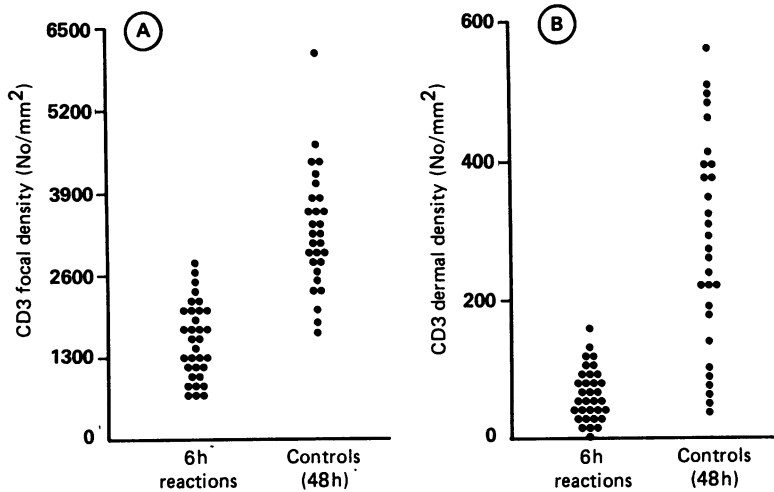 A
CD3 focal density (No/mm²)
6500
5200
3900
2600
1300
0
6h
reactions
Controls
(48h)
B
CD3 dermal density (No/mm²)
600
400
200
0
6h
reactions
Controls
(48h)